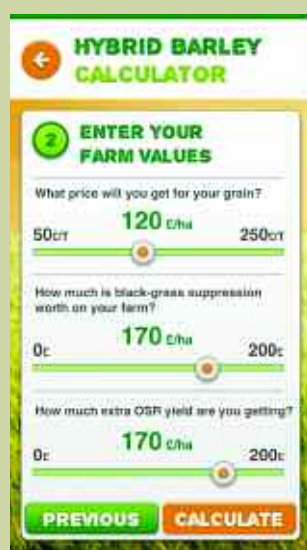 HYBRID BARLEY
CALCULATOR
2
ENTER YOUR
FARM VALUES
What price will you get for your grain?
120 £/ha
50£/T
250£/T
How much is black-grass suppression
worth on your farm?
170 £/ha
0£
200£
How much extra OSR yield are you getting?
170 £/ha
0£
200£
PREVIOUS
CALCULATE